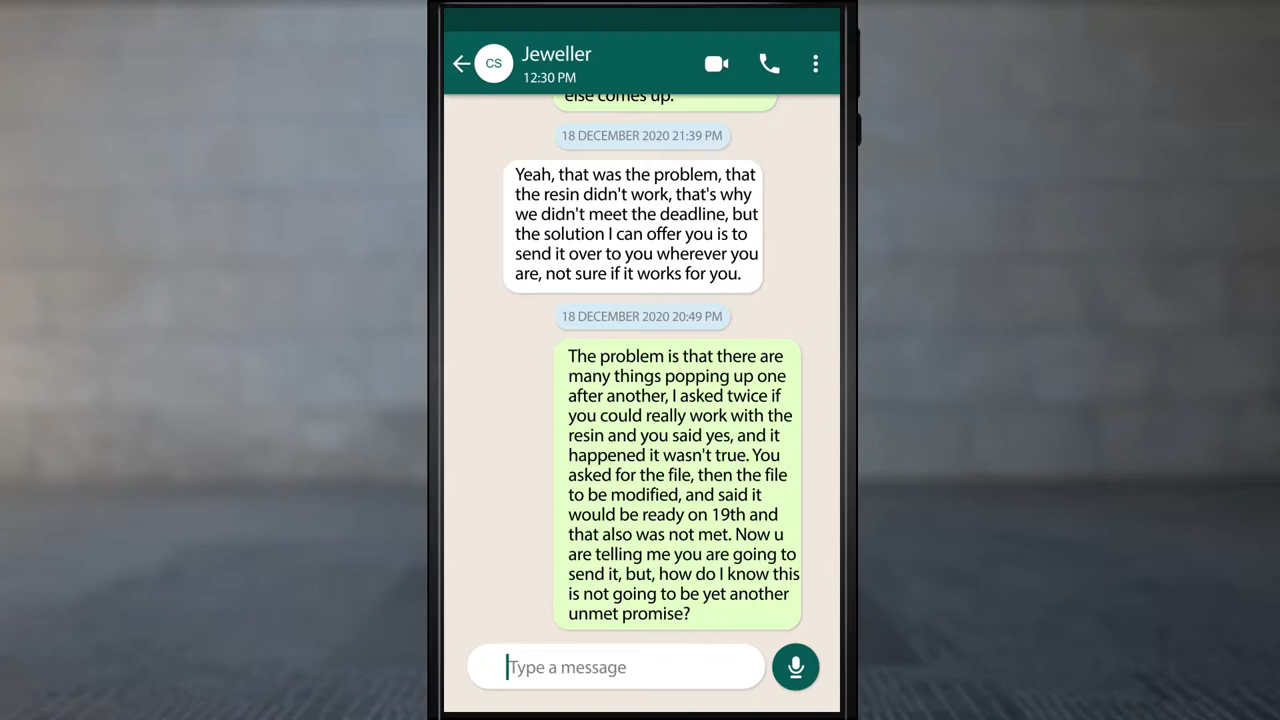 CS
Jeweller
12:30 PM
else comes up.
18 DECEMBER 2020 21:39 PM
Yeah, that was the problem, that
the resin didn't work, that's why
we didn't meet the deadline, but
the solution I can offer you is to
send it over to you wherever you
are, not sure if it works for you.
18 DECEMBER 2020 20:49 PM
The problem is that there are
many things popping up one
after another, I asked twice if
you could really work with the
resin and you said yes, and it
happened it wasn't true. You
asked for the file, then the file
to be modified, and said it
would be ready on 19th and
that also was not met. Now u
are telling me you are going to
send it, but, how do I know this
is not going to be yet another
unmet promise?
Type a message